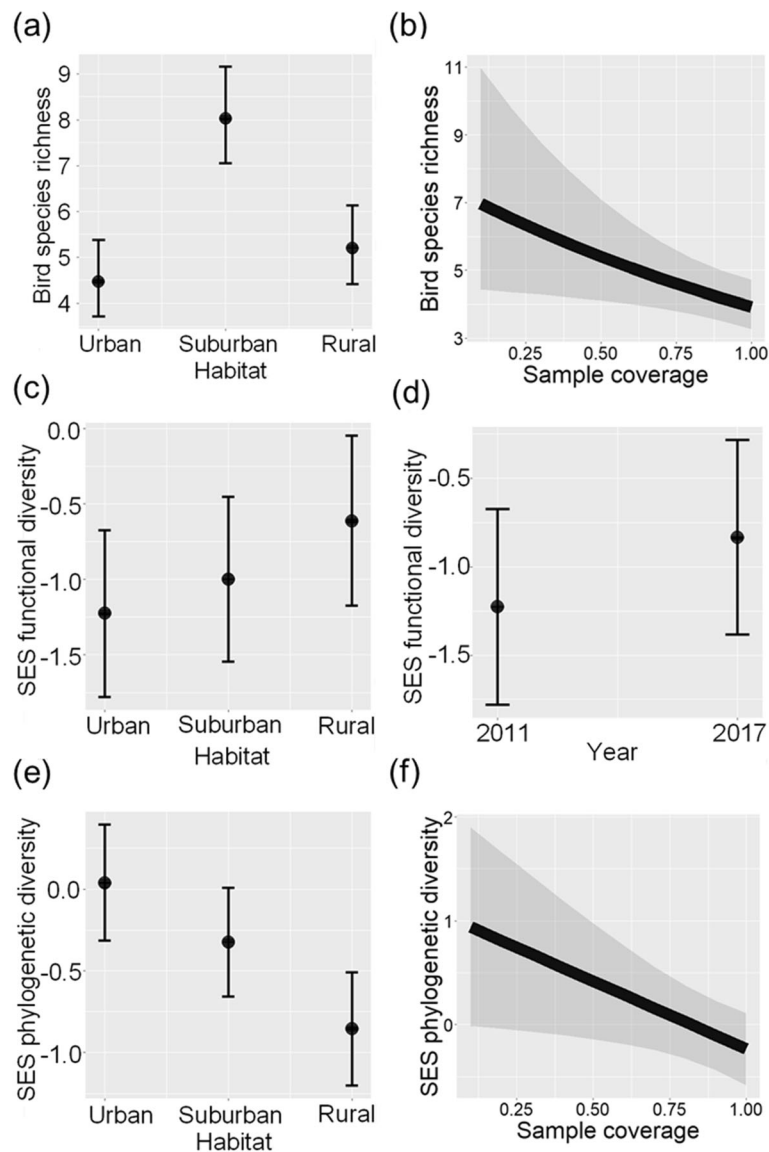 (a)
Bird species richness
9
8
7
6
5
4
Urban Suburban Rural
Habitat
(b)
Bird species richness
11
9
7
5
3
0.25 0.50 0.75 1.00
Sample coverage
(c)
SES functional diversity
0.0
-0.5
-1.0
-1.5
Urban Suburban Rural
Habitat
(d)
SES functional diversity
-0.5
-1.0
-1.5
2011 2017
Year
(e)
SES phylogenetic diversity
0.0
-0.5
-1.0
Urban Suburban Rural
Habitat
(f)
SES phylogenetic diversity
2
1
0
0.25 0.50 0.75 1.00
Sample coverage